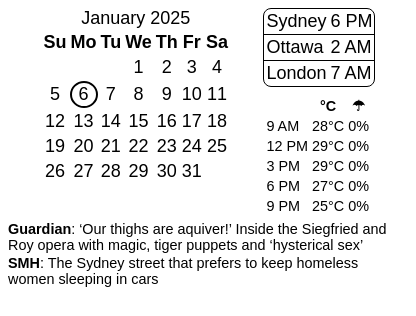 January 2025
Su Mo Tu We Th Fr Sa
1 2 3 4
5 6 7 8 9 10 11
12 13 14 15 16 17 18
19 20 21 22 23 24 25
26 27 28 29 30 31
Sydney 6 PM
Ottawa 2 AM
London 7 AM
°C ☂
9 AM 28°C 0%
12 PM 29°C 0%
3 PM 29°C 0%
6 PM 27°C 0%
9 PM 25°C 0%
Guardian: ‘Our thighs are aquiver!’ Inside the Siegfried and
Roy opera with magic, tiger puppets and ‘hysterical sex’
SMH: The Sydney street that prefers to keep homeless
women sleeping in cars